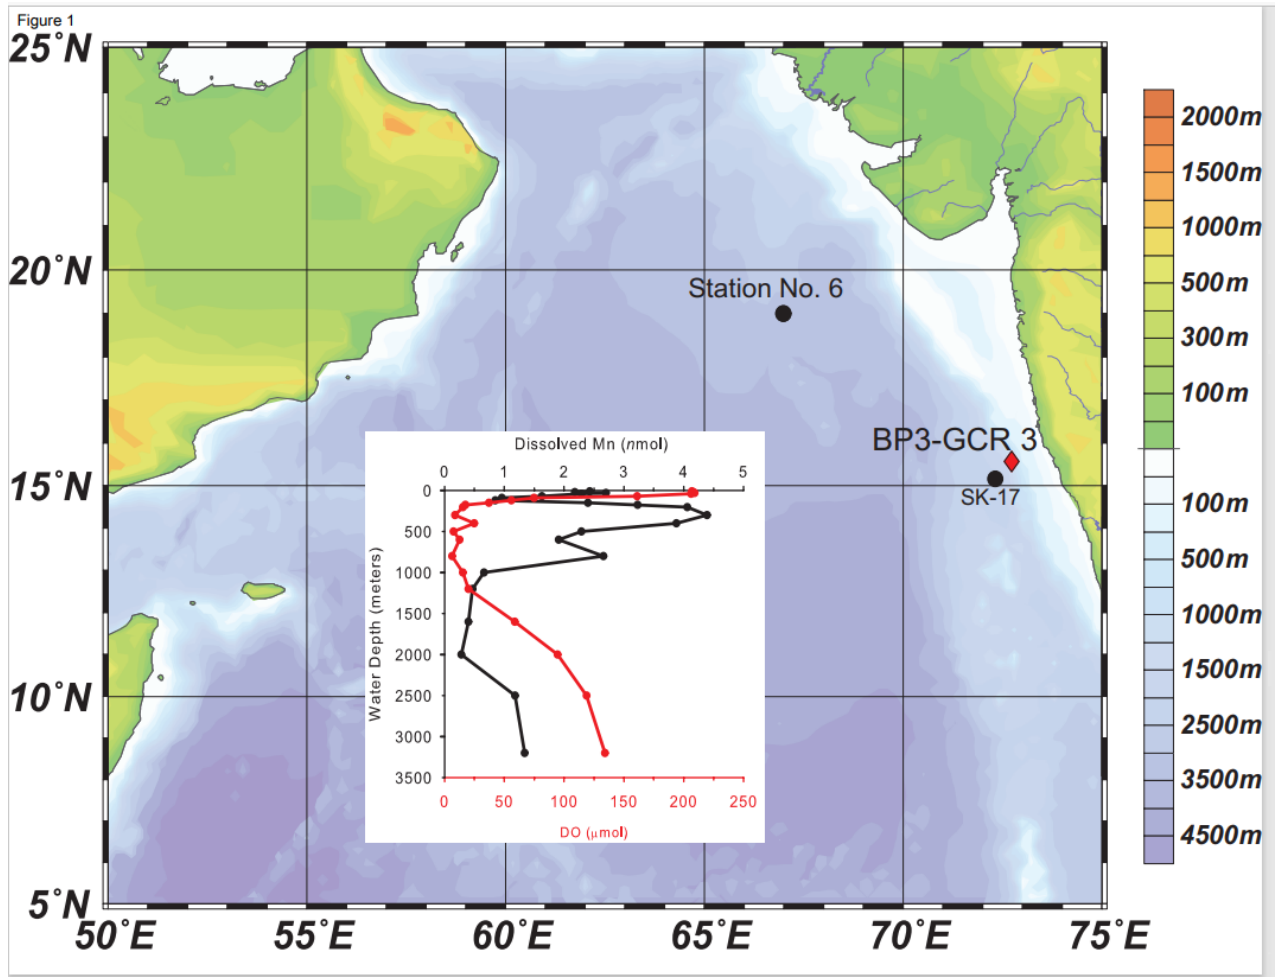 Figure 1
25°N
20°N
15°N
10°N
5°N
50°E
55°E
60°E
65°E
70°E
75°E
Station No. 6
BP3-GCR 3
SK-17
Dissolved Mn (nmol)
0 1 2 3 4 5
Water Depth (meters)
0
500
1000
1500
2000
2500
3000
3500
0 50 100 150 200 250
DO (μmol)
2000m
1500m
1000m
500m
300m
100m
100m
500m
1000m
1500m
2500m
3500m
4500m